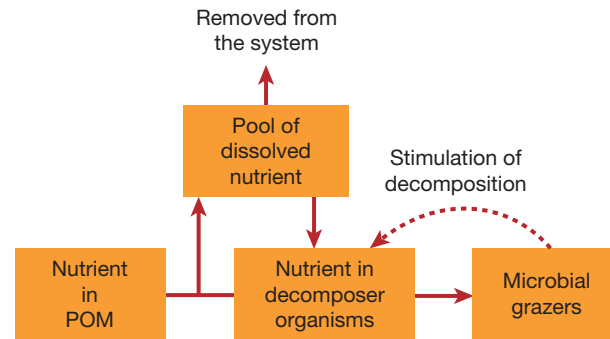 Removed from
the system
Pool of
dissolved
nutrient
Stimulation of
decomposition
Nutrient
in
POM
Nutrient in
decomposer
organisms
Microbial
grazers